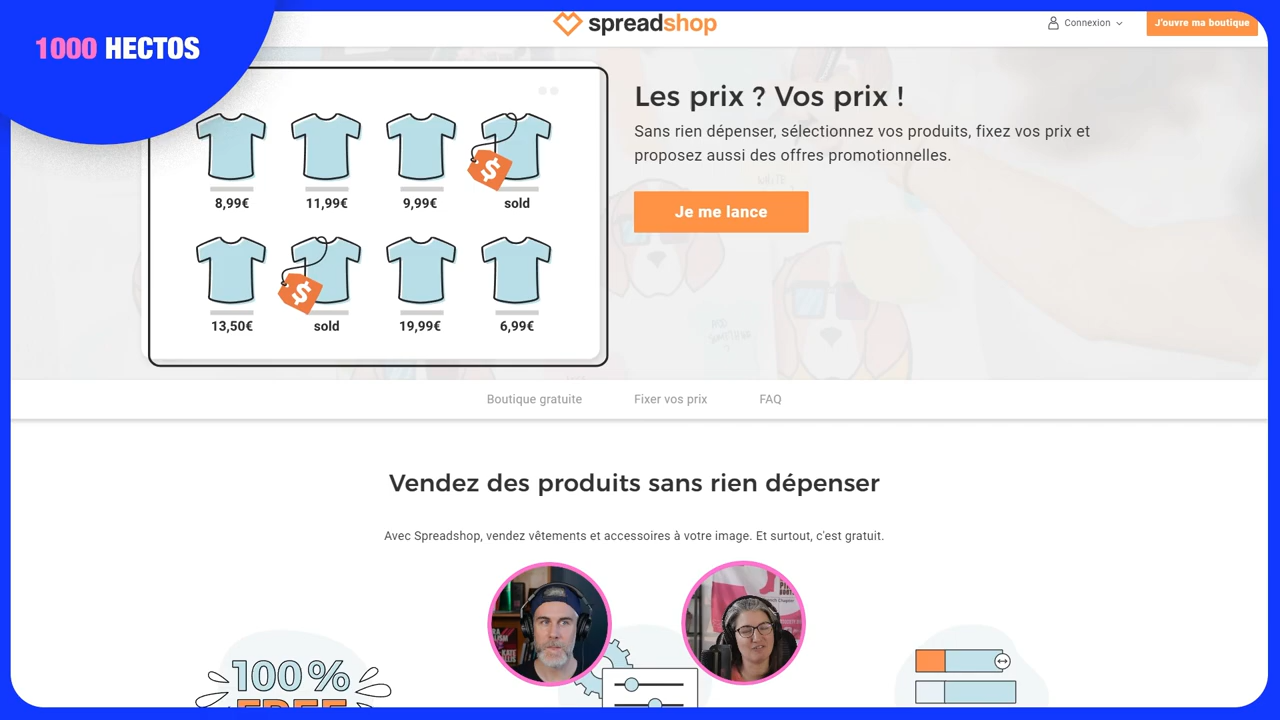 1000 HECTOS
spreadshop
Connexion
J'ouvre ma boutique
Les prix ? Vos prix !
Sans rien dépenser, sélectionnez vos produits, fixez vos prix et
proposez aussi des offres promotionnelles.
Je me lance
$
8,99€ 11,99€ 9,99€ sold
$
13,50€ sold 19,99€ 6,99€
Boutique gratuite Fixer vos prix FAQ
Vendez des produits sans rien dépenser
Avec Spreadshop, vendez vêtements et accessoires à votre image. Et surtout, c'est gratuit.
100%
FREE